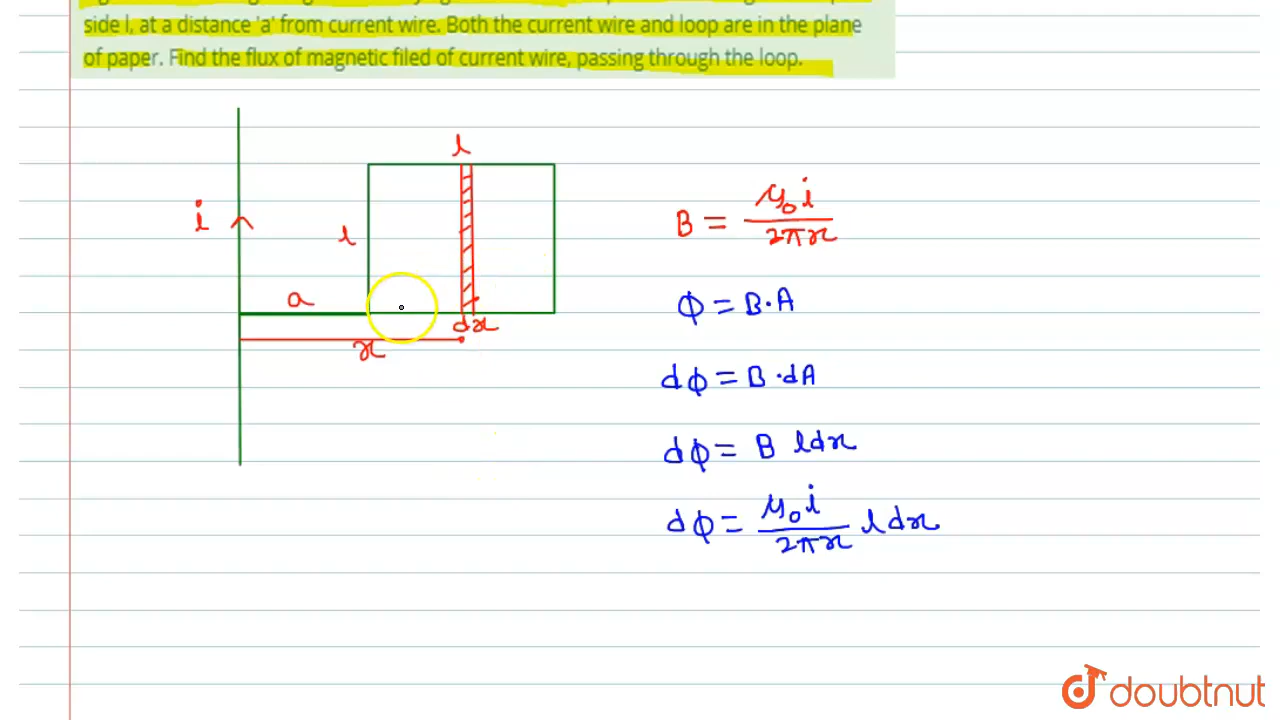 side l, at a distance 'a' from current wire. Both the current wire and loop are in the plane
of paper. Find the flux of magnetic filed of current wire, passing through the loop.
l
i
l
a
dx
x
B = μ₀i / 2πx
Φ = B·A
dΦ = B·dA
dΦ = B ldx
dΦ = μ₀i / 2πx ldx
doubtnut